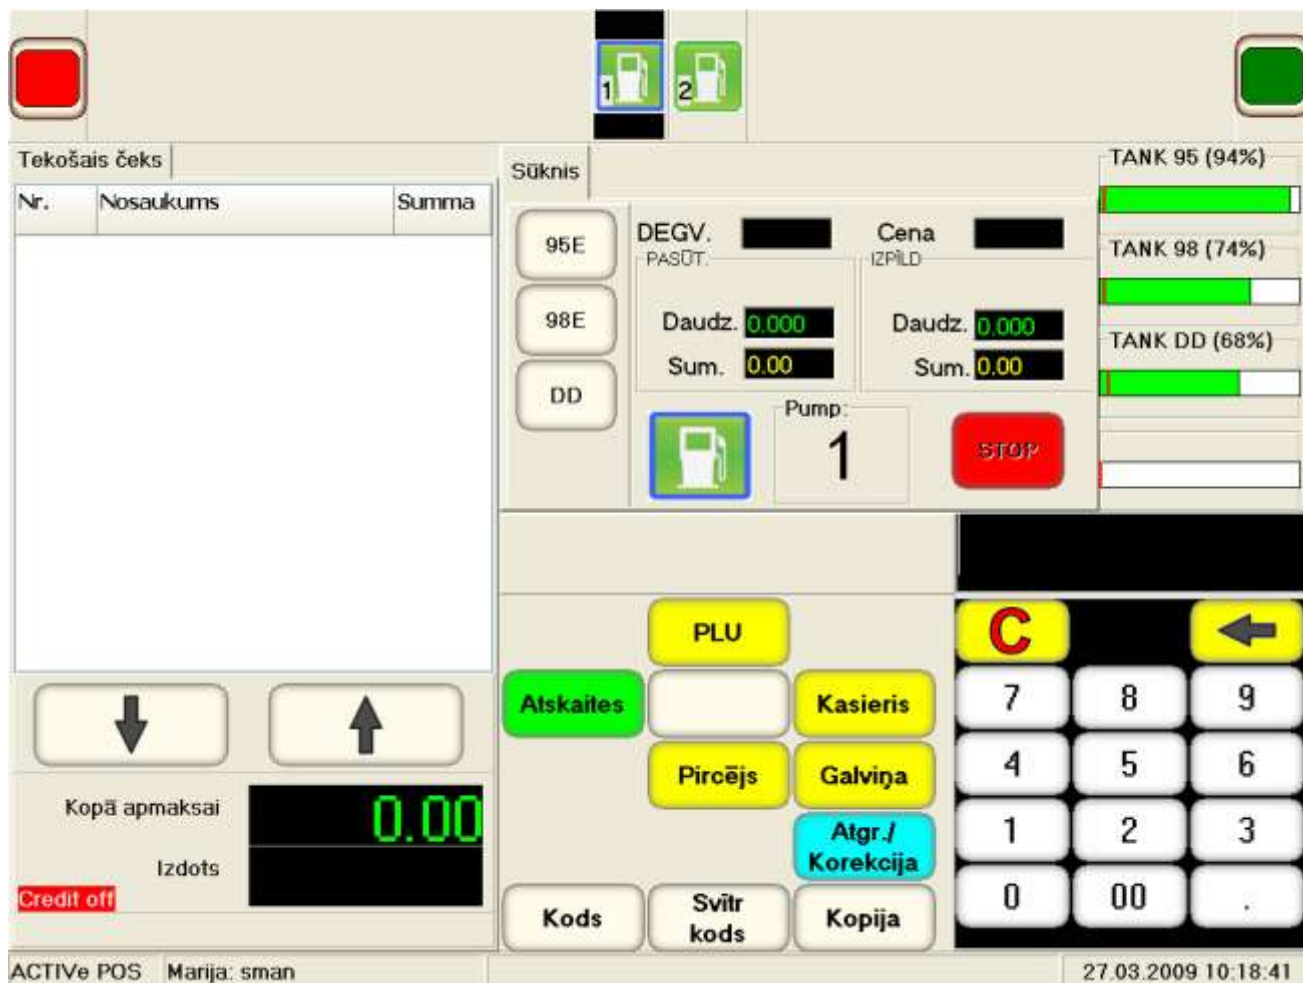 1
2
Tekošais čeks
Nr. Nosaukums Summa
Kopā apmaksai 0.00
Izdots
Credit off
Sūknis
95E
98E
DD
DEGV.
Cena
PASŪT.
Daudz. 0.000
Sum. 0.00
IZPĪLD
Daudz. 0.000
Sum. 0.00
Pump:
1
STOP
TANK 95 (94%)
TANK 98 (74%)
TANK DD (68%)
PLU
Atskaites
Kasieris
Pircējs
Galviņa
Atgr./
Korekcija
Kods
Svītr
kods
Kopija
C
7 8 9
4 5 6
1 2 3
0 00 .
ACTIVe POS Marija: sman 27.03.2009 10:18:41